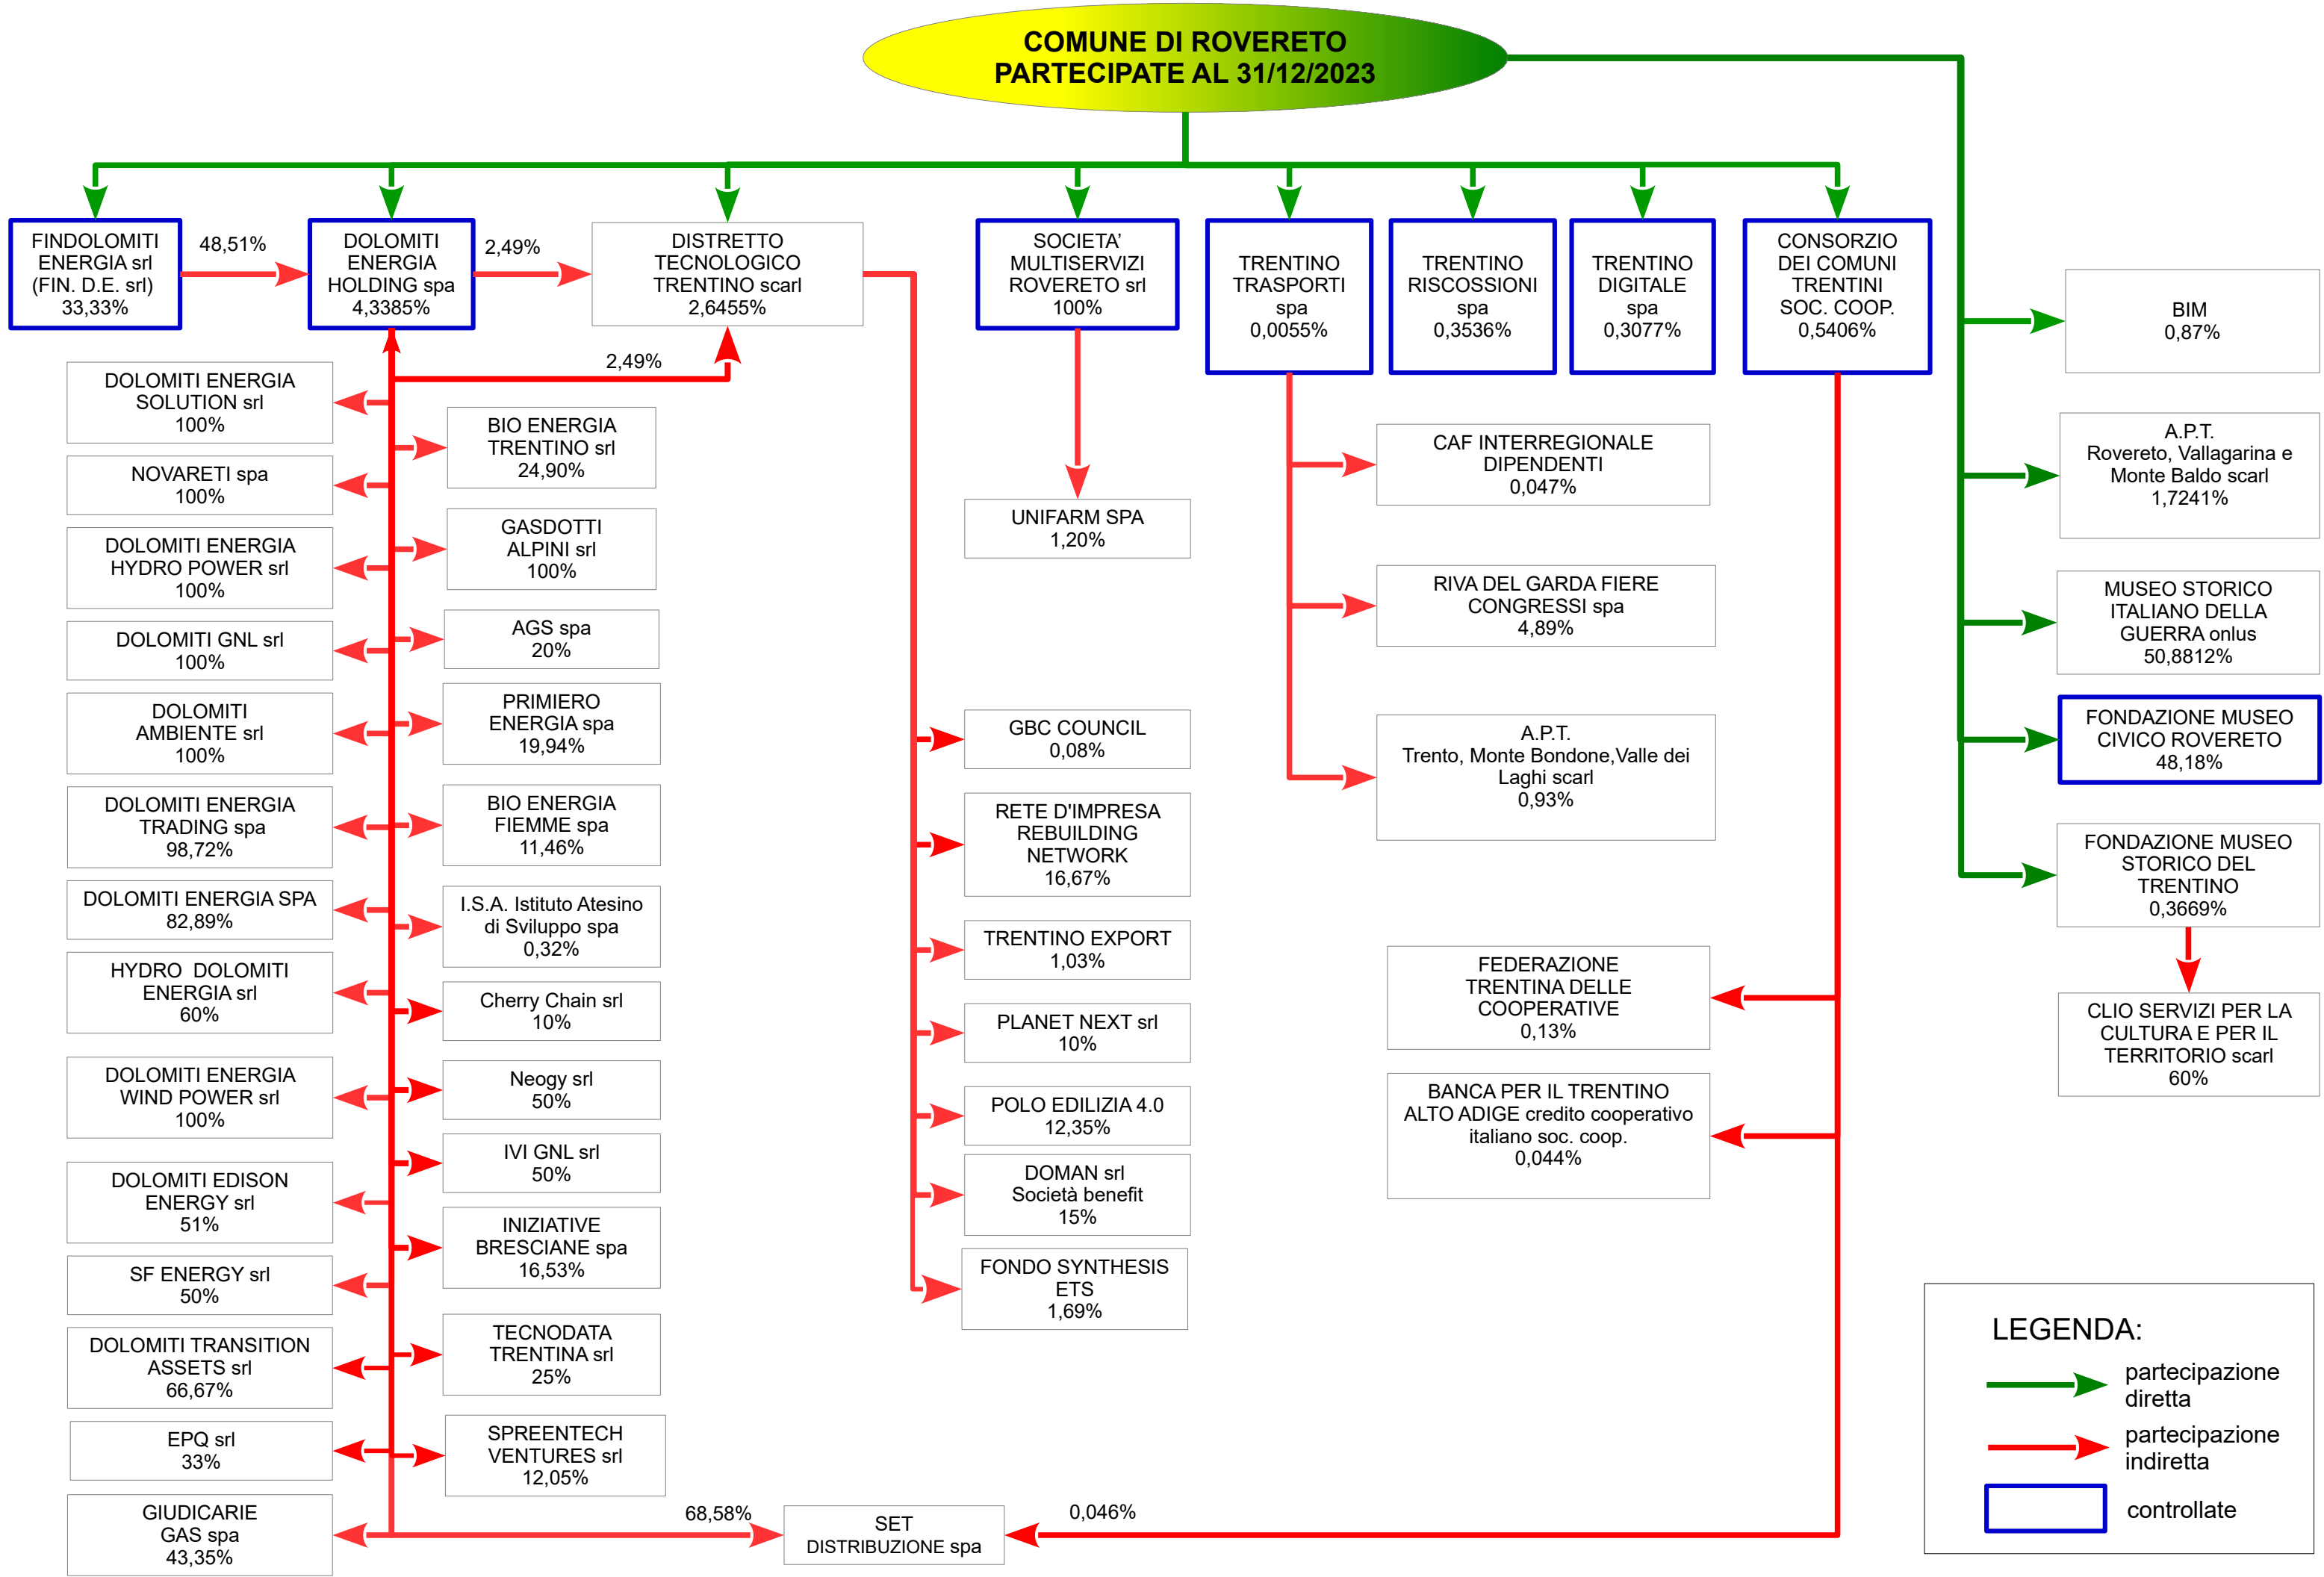 COMUNE DI ROVERETO
PARTECIPATE AL 31/12/2023
FINDOLOMITI
ENERGIA srl
(FIN. D.E. srl)
33,33%
48,51%
DOLOMITI
ENERGIA
HOLDING spa
4,3385%
2,49%
DISTRETTO
TECNOLOGICO
TRENTINO scarl
2,6455%
SOCIETA’
MULTISERVIZI
ROVERETO srl
100%
TRENTINO
TRASPORTI
spa
0,0055%
TRENTINO
RISCOSSIONI
spa
0,3536%
TRENTINO
DIGITALE
spa
0,3077%
CONSORZIO
DEI COMUNI
TRENTINI
SOC. COOP.
0,5406%
2,49%
DOLOMITI ENERGIA
SOLUTION srl
100%
NOVARETI spa
100%
DOLOMITI ENERGIA
HYDRO POWER srl
100%
DOLOMITI GNL srl
100%
DOLOMITI
AMBIENTE srl
100%
DOLOMITI ENERGIA
TRADING spa
98,72%
DOLOMITI ENERGIA SPA
82,89%
HYDRO DOLOMITI
ENERGIA srl
60%
DOLOMITI ENERGIA
WIND POWER srl
100%
DOLOMITI EDISON
ENERGY srl
51%
SF ENERGY srl
50%
DOLOMITI TRANSITION
ASSETS srl
66,67%
EPQ srl
33%
GIUDICARIE
GAS spa
43,35%
BIO ENERGIA
TRENTINO srl
24,90%
GASDOTTI
ALPINI srl
100%
AGS spa
20%
PRIMIERO
ENERGIA spa
19,94%
BIO ENERGIA
FIEMME spa
11,46%
I.S.A. Istituto Atesino
di Sviluppo spa
0,32%
Cherry Chain srl
10%
Neogy srl
50%
IVI GNL srl
50%
INIZIATIVE
BRESCIANE spa
16,53%
TECNODATA
TRENTINA srl
25%
SPREENTECH
VENTURES srl
12,05%
68,58%
SET
DISTRIBUZIONE spa
0,046%
UNIFARM SPA
1,20%
GBC COUNCIL
0,08%
RETE D'IMPRESA
REBUILDING
NETWORK
16,67%
TRENTINO EXPORT
1,03%
PLANET NEXT srl
10%
POLO EDILIZIA 4.0
12,35%
DOMAN srl
Società benefit
15%
FONDO SYNTHESIS
ETS
1,69%
CAF INTERREGIONALE
DIPENDENTI
0,047%
RIVA DEL GARDA FIERE
CONGRESSI spa
4,89%
A.P.T.
Trento, Monte Bondone,Valle dei
Laghi scarl
0,93%
FEDERAZIONE
TRENTINA DELLE
COOPERATIVE
0,13%
BANCA PER IL TRENTINO
ALTO ADIGE credito cooperativo
italiano soc. coop.
0,044%
BIM
0,87%
A.P.T.
Rovereto, Vallagarina e
Monte Baldo scarl
1,7241%
MUSEO STORICO
ITALIANO DELLA
GUERRA onlus
50,8812%
FONDAZIONE MUSEO
CIVICO ROVERETO
48,18%
FONDAZIONE MUSEO
STORICO DEL
TRENTINO
0,3669%
CLIO SERVIZI PER LA
CULTURA E PER IL
TERRITORIO scarl
60%
LEGENDA:
partecipazione
diretta
partecipazione
indiretta
controllate